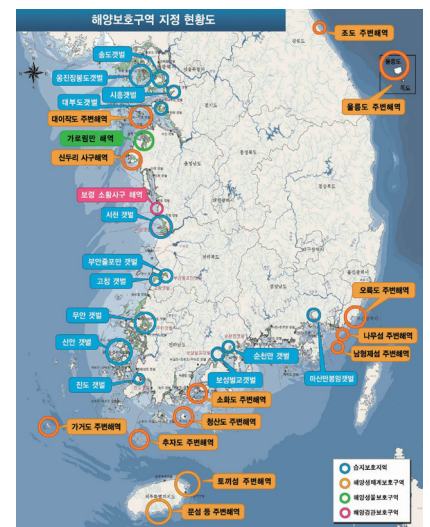 해양보호구역 지정 현황도
조도 주변해역
송도갯벌
울릉도
옹진장봉도갯벌
시흥갯벌
독도
대부도갯벌
울릉도 주변해역
대이작도 주변해역
가로림만 해역
신두리 사구해역
보령 소황사구 해역
서천 갯벌
부안줄포만 갯벌
고창 갯벌
오륙도 주변해역
무안 갯벌
나무섬 주변해역
신안 갯벌
순천만 갯벌
남형제섬 주변해역
보성벌교갯벌
마산만봉암갯벌
진도 갯벌
소화도 주변해역
가거도 주변해역
청산도 주변해역
추자도 주변해역
토끼섬 주변해역
문섬 등 주변해역
습지보호지역
해양생태계보호구역
해양생물보호구역
해양경관보호구역